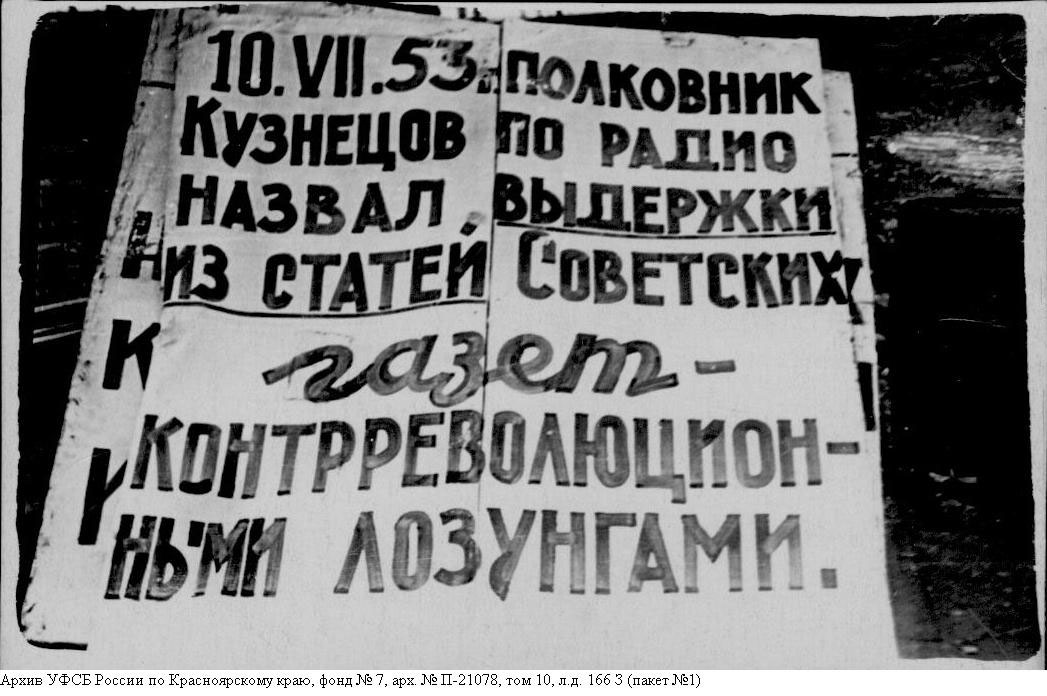 10.VII.53г. ПОЛКОВНИК
КУЗНЕЦОВ ПО РАДИО
НАЗВАЛ ВЫДЕРЖКИ
ИЗ СТАТЕЙ СОВЕТСКИХ
газет -
КОНТРРЕВОЛЮЦИОН-
НЫМИ ЛОЗУНГАМИ.
Архив УФСБ России по Красноярскому краю, фонд № 7, арх. № П-21078, том 10, л.д. 166 3 (пакет №1)